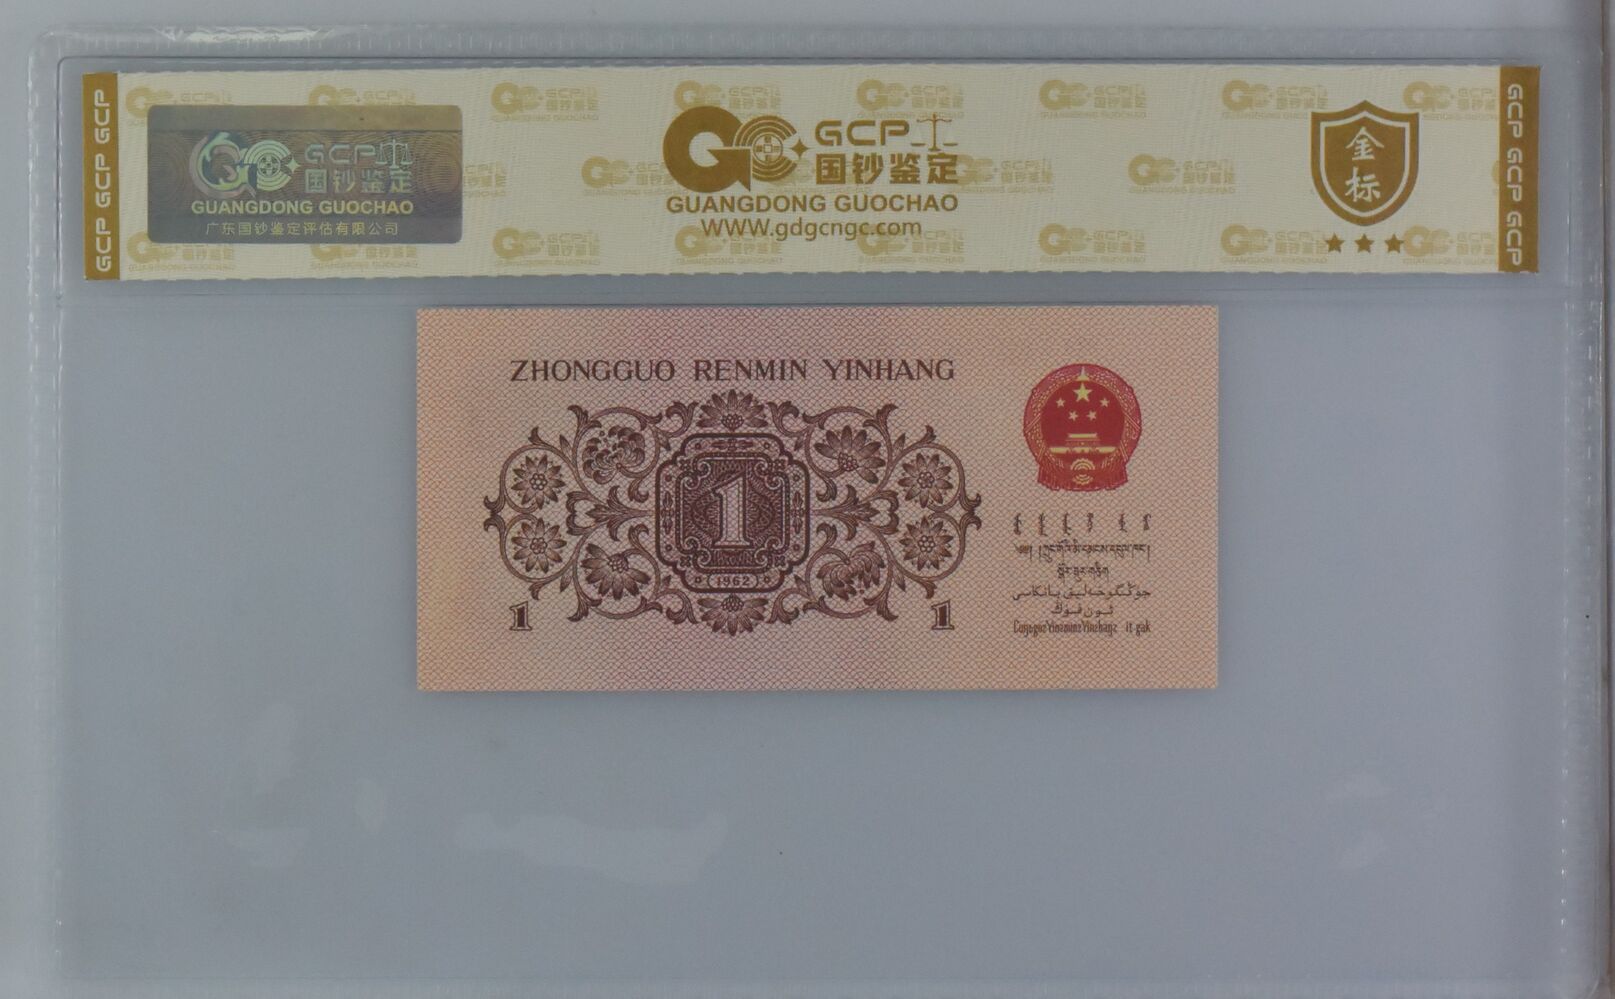 GCP GCP GCP
GCP
国钞鉴定
GUANGDONG GUOCHAO
广东国钞鉴定评估有限公司
GCP
国钞鉴定
GUANGDONG GUOCHAO
WWW.gdgcngc.com
金标
GCP GCP GCP
ZHONGGUO RENMIN YINHANG
1
1962
1
1